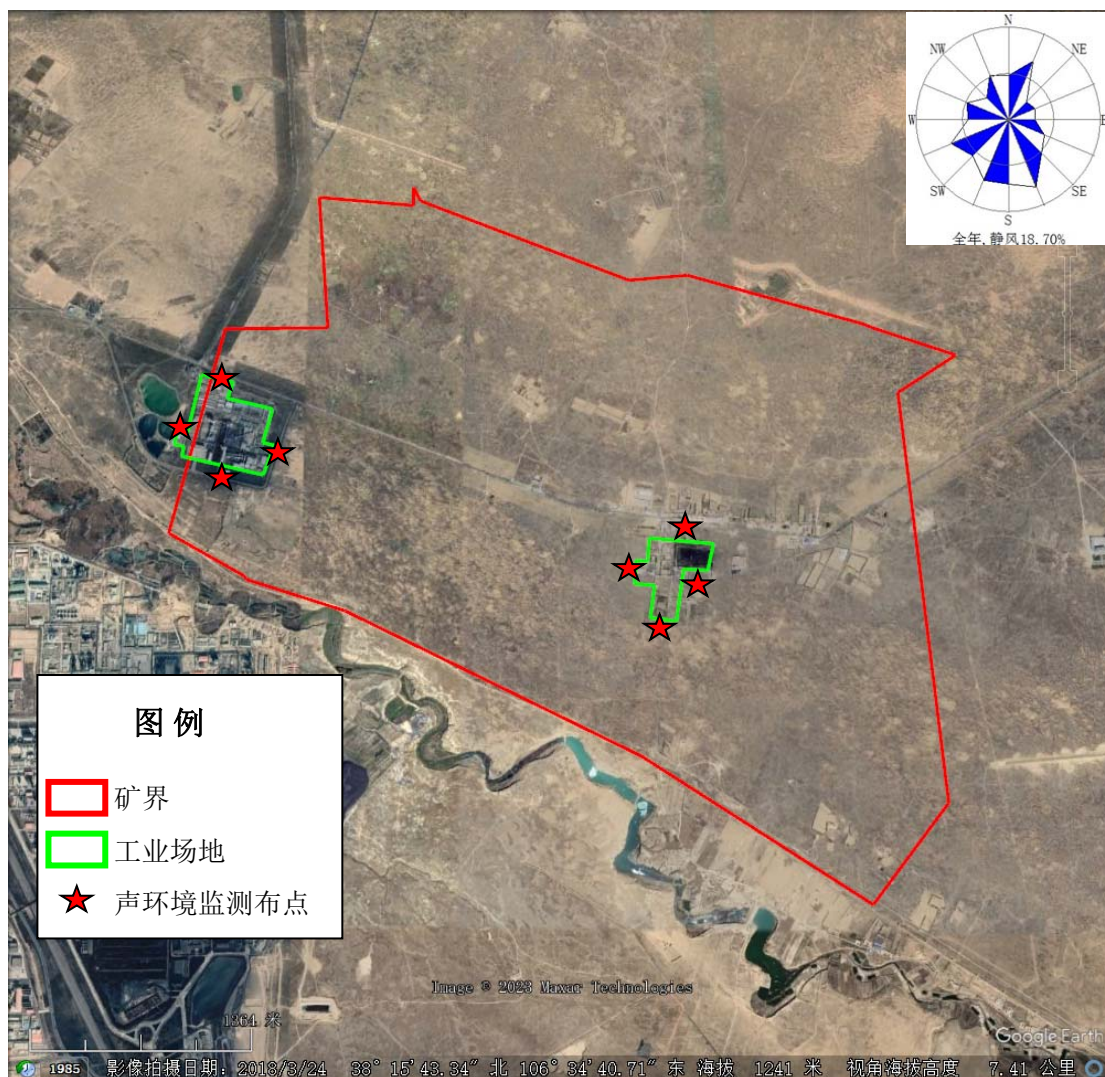 N
NW
NE
W
E
SW
SE
S
全年,静风18.70%
图 例
矿界
工业场地
声环境监测布点
Image © 2023 Maxar Technologies
1364 米
Google Earth
1985
影像拍摄日期: 2018/3/24 38° 15'43.34" 北 106° 34'40.71" 东 海拔 1241 米 视角海拔高度 7.41 公里